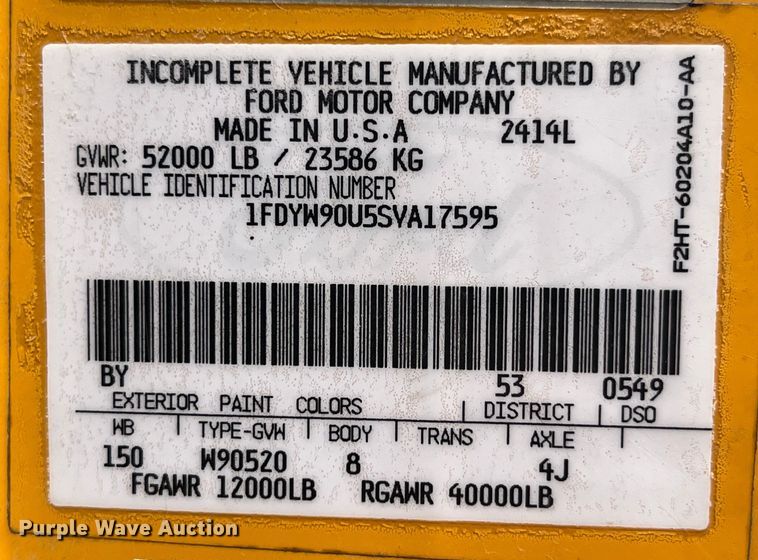 INCOMPLETE VEHICLE MANUFACTURED BY
FORD MOTOR COMPANY
MADE IN U.S.A 2414L
GVWR: 52000 LB / 23586 KG
VEHICLE IDENTIFICATION NUMBER
1FDYW90U5SVA17595
F2HT-60204A10-AA
BY 53 0549
EXTERIOR PAINT COLORS DISTRICT DSO
WB TYPE-GVW BODY TRANS AXLE
150 W90520 8 4J
FGAWR 12000LB RGAWR 40000LB
Purple Wave Auction